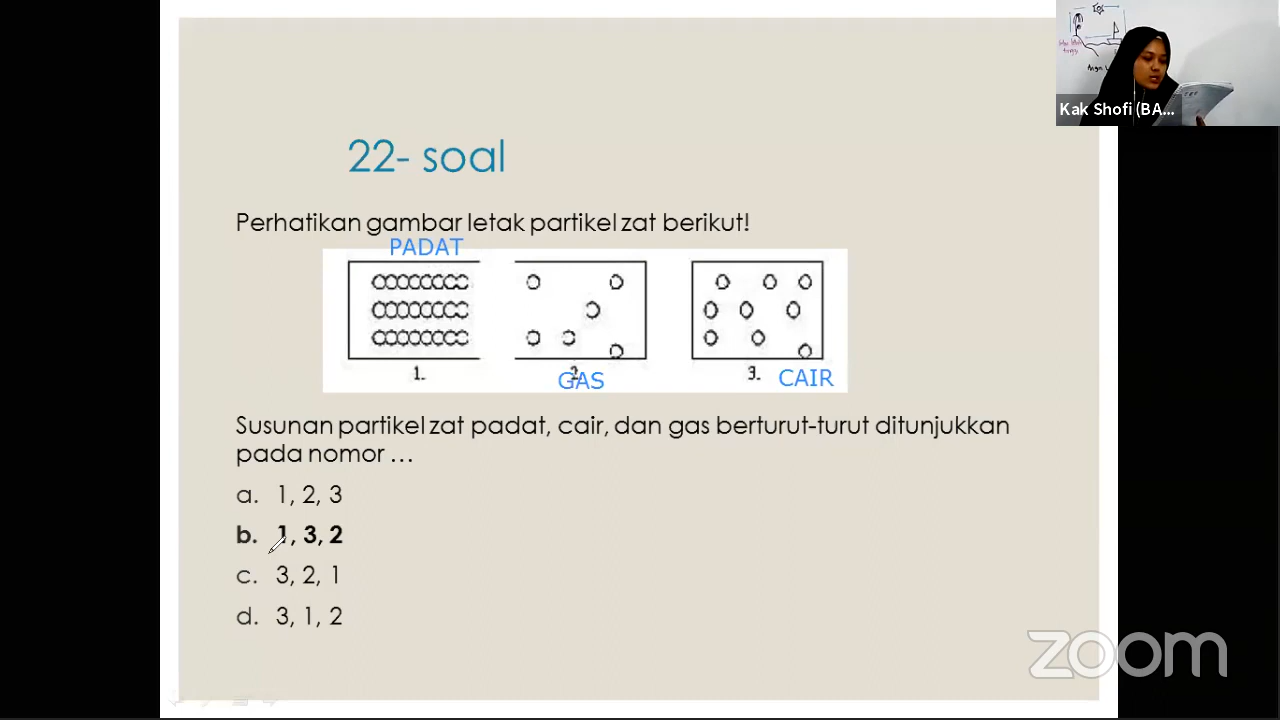 Kak Shofi (BA...
22- soal
Perhatikan gambar letak partikel zat berikut!
PADAT
1.
2.
GAS
3.
CAIR
Susunan partikel zat padat, cair, dan gas berturut-turut ditunjukkan
pada nomor ...
a. 1, 2, 3
b. 1, 3, 2
c. 3, 2, 1
d. 3, 1, 2
zoom